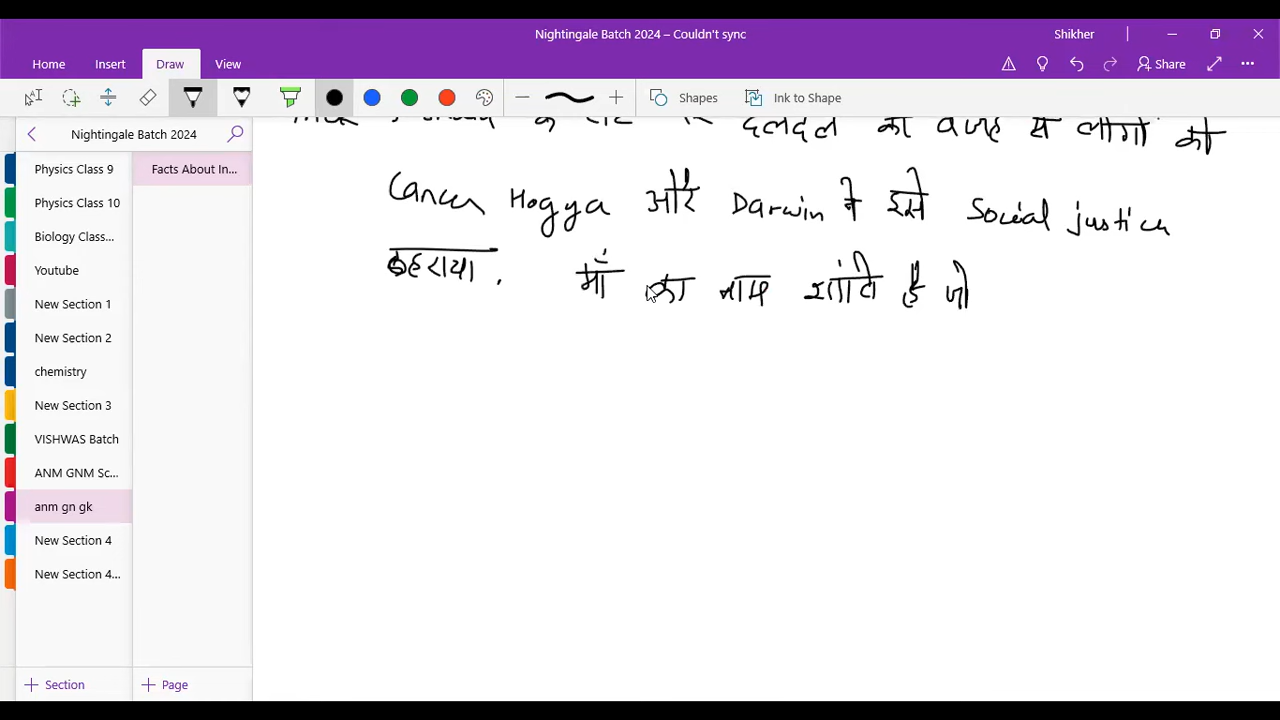 Nightingale Batch 2024 – Couldn't sync
Shikher
Home Insert Draw View
Share
Shapes
Ink to Shape
Nightingale Batch 2024
Physics Class 9
Physics Class 10
Biology Class...
Youtube
New Section 1
New Section 2
chemistry
New Section 3
VISHWAS Batch
ANM GNM Sc...
anm gn gk
New Section 4
New Section 4...
+ Section
Facts About In...
+ Page
दलदल की वजह से लोगों को
Cancer Hogya और Darwin ने इसे Social justice
ठहराया .
माँ का नाम शांति है जो